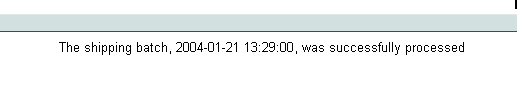 The shipping batch, 2004-01-21 13:29:00, was successfully processed